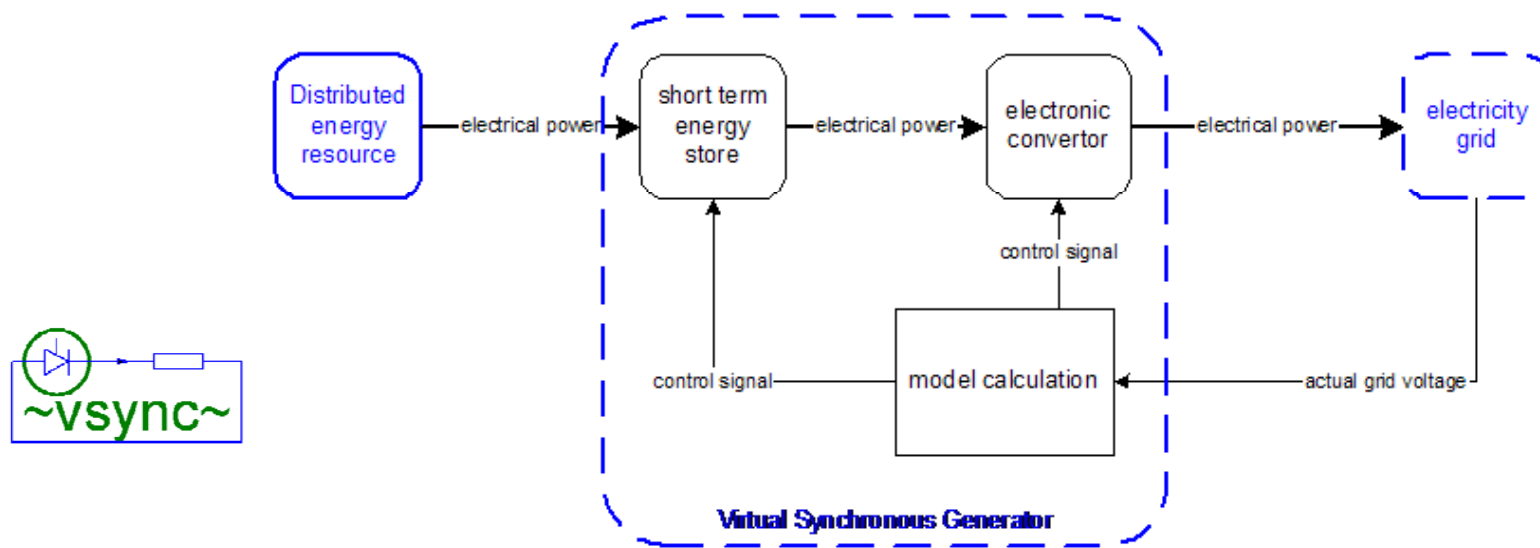 Distributed
energy
resource
electrical power
short term
energy
store
electrical power
electronic
convertor
electrical power
electricity
grid
control signal
control signal
model calculation
actual grid voltage
~vsync~
Virtual Synchronous Generator